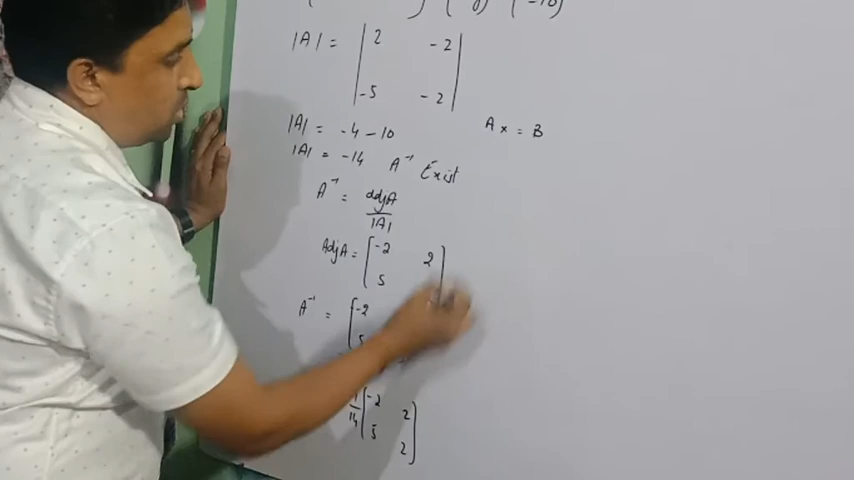 |A| = | 2 -2 |
| -5 -2 |
|A| = -4 - 10
Ax = B
|A| = -14 A⁻¹ Exist
A⁻¹ = adjA
|A|
AdjA = [ -2 2
5
A⁻¹ = [ -2
5
1/14 [ -2 2 ]
5 2